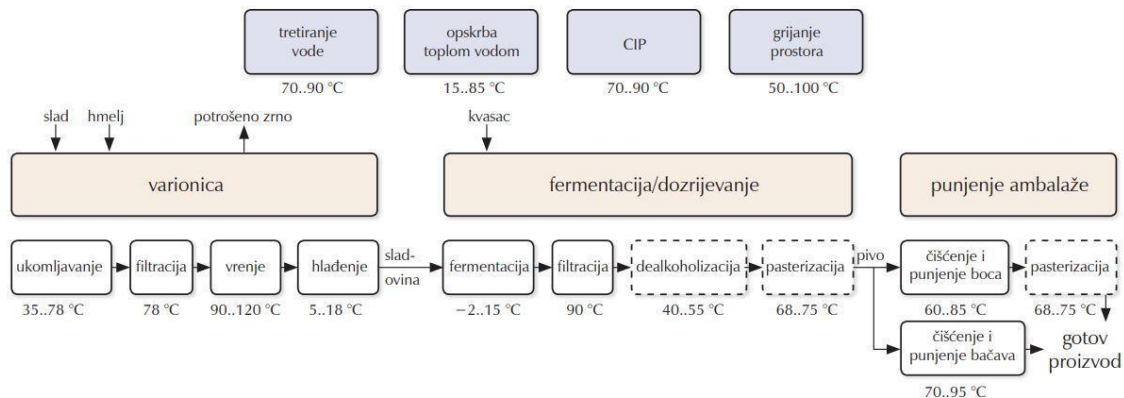 tretiranje
vode
opskrba
toplom vodom
CIP
grijanje
prostora
70..90 °C
15..85 °C
70..90 °C
50..100 °C
slad
hmelj
potrošeno zrno
kvasac
varionica
fermentacija/dozrijevanje
punjenje ambalaže
ukomljavanje
filtracija
vrenje
hlađenje
slad-
ovina
fermentacija
filtracija
dealkoholizacija
pasterizacija
pivo
čišćenje i
punjenje boca
pasterizacija
35..78 °C
78 °C
90..120 °C
5..18 °C
−2..15 °C
90 °C
40..55 °C
68..75 °C
60..85 °C
68..75 °C
čišćenje i
punjenje bačava
gotov
proizvod
70..95 °C